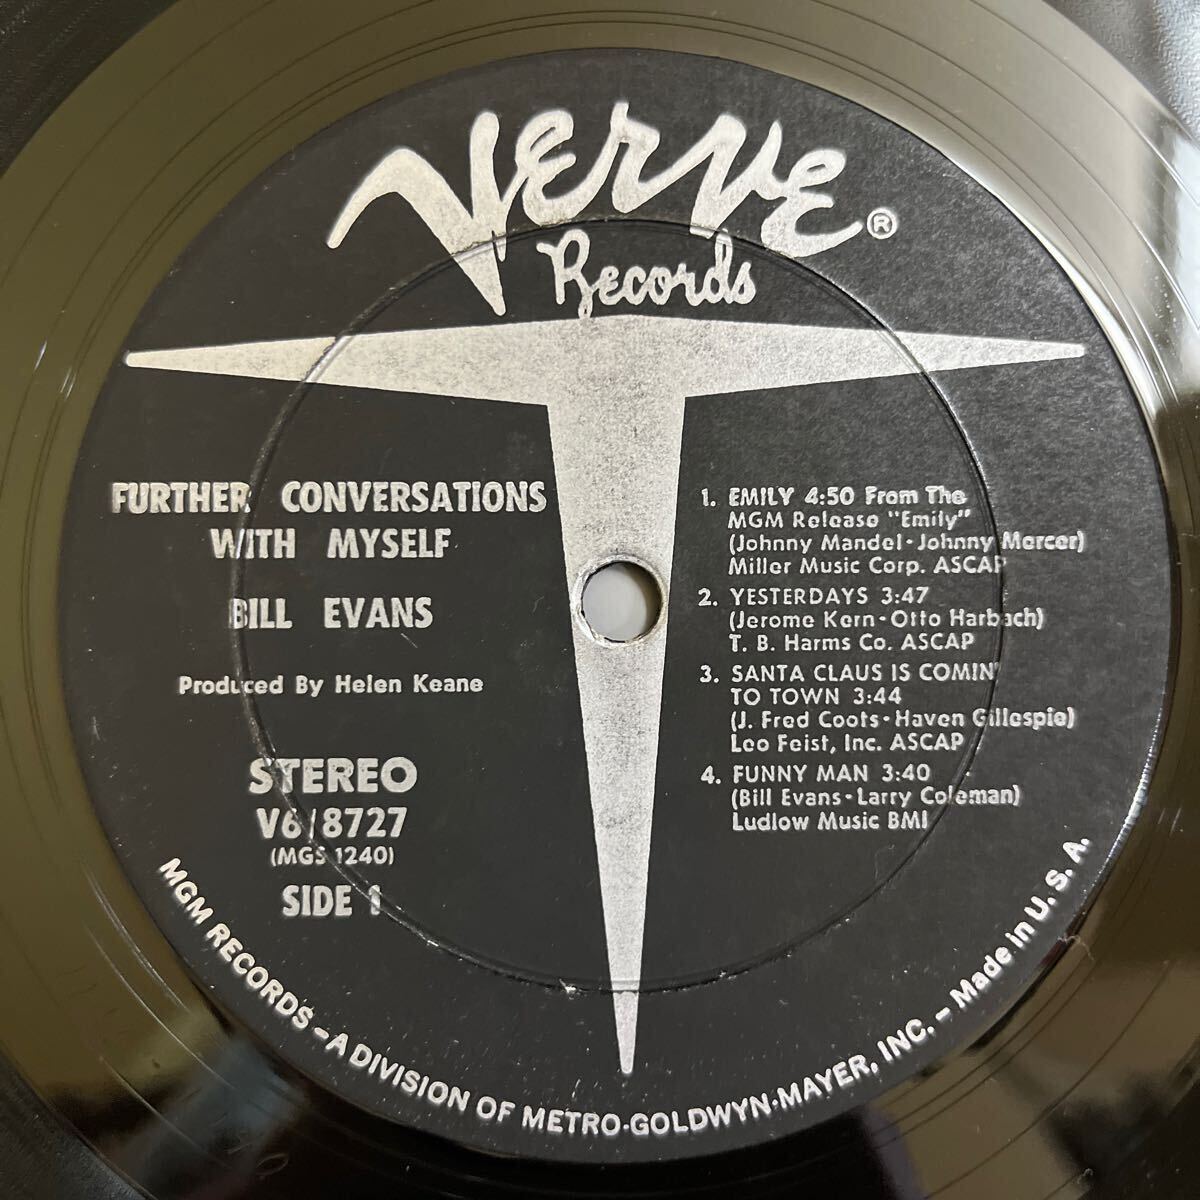 Verve ®
Records
FURTHER CONVERSATIONS
WITH MYSELF
BILL EVANS
Produced By Helen Keane
STEREO
V6/8727
(MGS 1240)
SIDE 1
1. EMILY 4:50 From The
MGM Release "Emily"
(Johnny Mandel-Johnny Mercer)
Miller Music Corp. ASCAP
2. YESTERDAYS 3:47
(Jerome Kern-Otto Harbach)
T. B. Harms Co. ASCAP
3. SANTA CLAUS IS COMIN'
TO TOWN 3:44
(J. Fred Coots-Haven Gillespie)
Leo Feist, Inc. ASCAP
4. FUNNY MAN 3:40
(Bill Evans-Larry Coleman)
Ludlow Music BMI
MGM RECORDS – A DIVISION OF METRO-GOLDWYN-MAYER, INC. – Made in U. S. A.